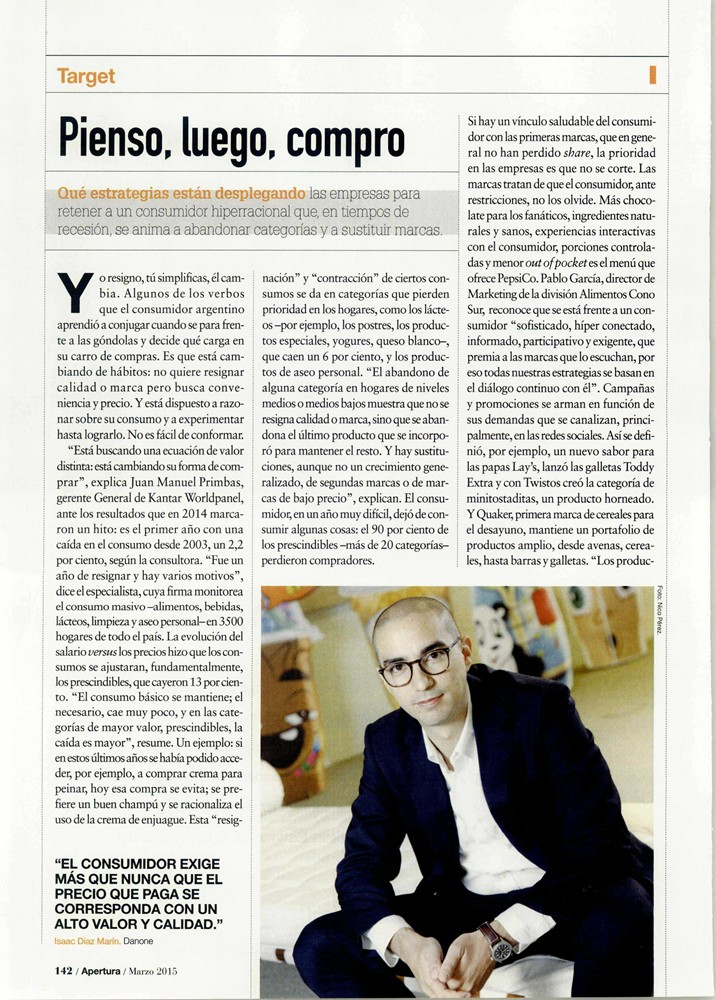 Target
Pienso, luego, compro
Qué estrategias están desplegando las empresas para
retener a un consumidor hiperracional que, en tiempos de
recesión, se anima a abandonar categorías y a sustituir marcas.
Yo resigno, tú simplificas, él cam-
bia. Algunos de los verbos
que el consumidor argentino
aprendió a conjugar cuando se para fren-
te a las góndolas y decide qué carga en
su carro de compras. Es que está cam-
biando de hábitos: no quiere resignar
calidad o marca pero busca conve-
niencia y precio. Y está dispuesto a razo-
nar sobre su consumo y a experimentar
hasta lograrlo. No es fácil de conformar.
“Está buscando una ecuación de valor
distinta: está cambiando su forma de com-
prar”, explica Juan Manuel Primbas,
gerente General de Kantar Worldpanel,
ante los resultados que en 2014 marca-
ron un hito: es el primer año con una
caída en el consumo desde 2003, un 2,2
por ciento, según la consultora. “Fue un
año de resignar y hay varios motivos”,
dice el especialista, cuya firma monitorea
el consumo masivo –alimentos, bebidas,
lácteos, limpieza y aseo personal– en 3500
hogares de todo el país. La evolución del
salario versus los precios hizo que los con-
sumos se ajustaran, fundamentalmente,
los prescindibles, que cayeron 13 por cien-
to. “El consumo básico se mantiene; el
necesario, cae muy poco, y en las cate-
gorías de mayor valor, prescindibles, la
caída es mayor”, resume. Un ejemplo: si
en estos últimos años se había podido acce-
der, por ejemplo, a comprar crema para
peinar, hoy esa compra se evita; se pre-
fiere un buen champú y se racionaliza el
uso de la crema de enjuague. Esta “resig-
nación” y “contracción” de ciertos con-
sumos se da en categorías que pierden
prioridad en los hogares, como los lácte-
os –por ejemplo, los postres, los produc-
tos especiales, yogures, queso blanco–,
que caen un 6 por ciento, y los produc-
tos de aseo personal. “El abandono de
alguna categoría en hogares de niveles
medios o medios bajos muestra que no se
resigna calidad o marca, sino que se aban-
dona el último producto que se incorpo-
ró para mantener el resto. Y hay sustitu-
ciones, aunque no un crecimiento gene-
ralizado, de segundas marcas o de mar-
cas de bajo precio”, explican. El consu-
midor, en un año muy difícil, dejó de con-
sumir algunas cosas: el 90 por ciento de
los prescindibles –más de 20 categorías–
perdieron compradores.
Si hay un vínculo saludable del consumi-
dor con las primeras marcas, que en gene-
ral no han perdido share, la prioridad
en las empresas es que no se corte. Las
marcas tratan de que el consumidor, ante
restricciones, no los olvide. Más choco-
late para los fanáticos, ingredientes natu-
rales y sanos, experiencias interactivas
con el consumidor, porciones controla-
das y menor out of pocket es el menú que
ofrece PepsiCo. Pablo García, director de
Marketing de la división Alimentos Cono
Sur, reconoce que se está frente a un con-
sumidor “sofisticado, híper conectado,
informado, participativo y exigente, que
premia a las marcas que lo escuchan, por
eso todas nuestras estrategias se basan en
el diálogo continuo con él”. Campañas
y promociones se arman en función de
sus demandas que se canalizan, princi-
palmente, en las redes sociales. Así se defi-
nió, por ejemplo, un nuevo sabor para
las papas Lay’s, lanzó las galletas Toddy
Extra y con Twistos creó la categoría de
minitostaditas, un producto horneado.
Y Quaker, primera marca de cereales para
el desayuno, mantiene un portafolio de
productos amplio, desde avenas, cerea-
les, hasta barras y galletas. “Los produc-
Foto: Nico Pérez.
“EL CONSUMIDOR EXIGE
MÁS QUE NUNCA QUE EL
PRECIO QUE PAGA SE
CORRESPONDA CON UN
ALTO VALOR Y CALIDAD.”
Isaac Díaz Marín. Danone
142 / Apertura / Marzo 2015